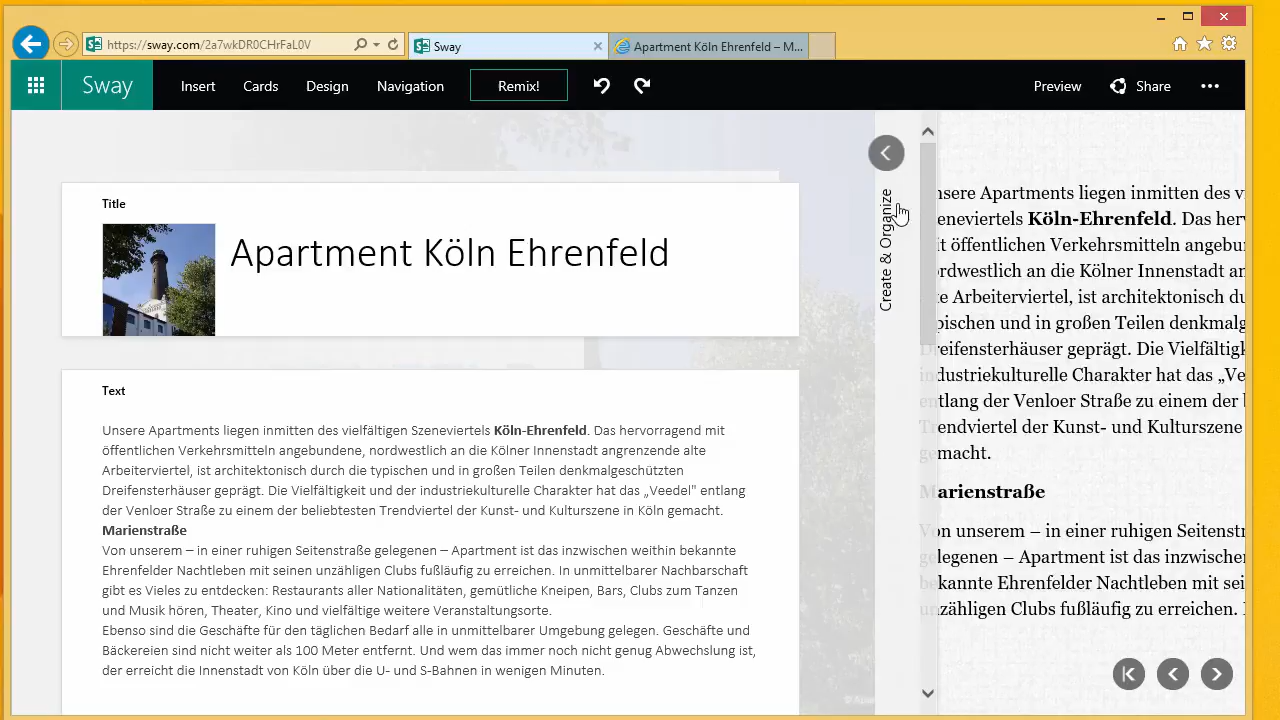 https://sway.com/2a7wkDR0CHrFaL0V
Sway
Apartment Köln Ehrenfeld – M...
Sway
Insert
Cards
Design
Navigation
Remix!
Preview
Share
Title
Apartment Köln Ehrenfeld
Text
Unsere Apartments liegen inmitten des vielfältigen Szeneviertels Köln-Ehrenfeld. Das hervorragend mit
öffentlichen Verkehrsmitteln angebundene, nordwestlich an die Kölner Innenstadt angrenzende alte
Arbeiterviertel, ist architektonisch durch die typischen und in großen Teilen denkmalgeschützten
Dreifensterhäuser geprägt. Die Vielfältigkeit und der industriekulturelle Charakter hat das „Veedel" entlang
der Venloer Straße zu einem der beliebtesten Trendviertel der Kunst- und Kulturszene in Köln gemacht.
Marienstraße
Von unserem – in einer ruhigen Seitenstraße gelegenen – Apartment ist das inzwischen weithin bekannte
Ehrenfelder Nachtleben mit seinen unzähligen Clubs fußläufig zu erreichen. In unmittelbarer Nachbarschaft
gibt es Vieles zu entdecken: Restaurants aller Nationalitäten, gemütliche Kneipen, Bars, Clubs zum Tanzen
und Musik hören, Theater, Kino und vielfältige weitere Veranstaltungsorte.
Ebenso sind die Geschäfte für den täglichen Bedarf alle in unmittelbarer Umgebung gelegen. Geschäfte und
Bäckereien sind nicht weiter als 100 Meter entfernt. Und wem das immer noch nicht genug Abwechslung ist,
der erreicht die Innenstadt von Köln über die U- und S-Bahnen in wenigen Minuten.
Create & Organize
nsere Apartments liegen inmitten des v
zeneviertels Köln-Ehrenfeld. Das herv
it öffentlichen Verkehrsmitteln angebu
ordwestlich an die Kölner Innenstadt an
te Arbeiterviertel, ist architektonisch du
pischen und in großen Teilen denkmalg
Dreifensterhäuser geprägt. Die Vielfältigk
industriekulturelle Charakter hat das „Ve
entlang der Venloer Straße zu einem der b
Trendviertel der Kunst- und Kulturszene
gemacht.
Marienstraße
Von unserem – in einer ruhigen Seitenstr
gelegenen – Apartment ist das inzwischen
bekannte Ehrenfelder Nachtleben mit sei
unzähligen Clubs fußläufig zu erreichen. I